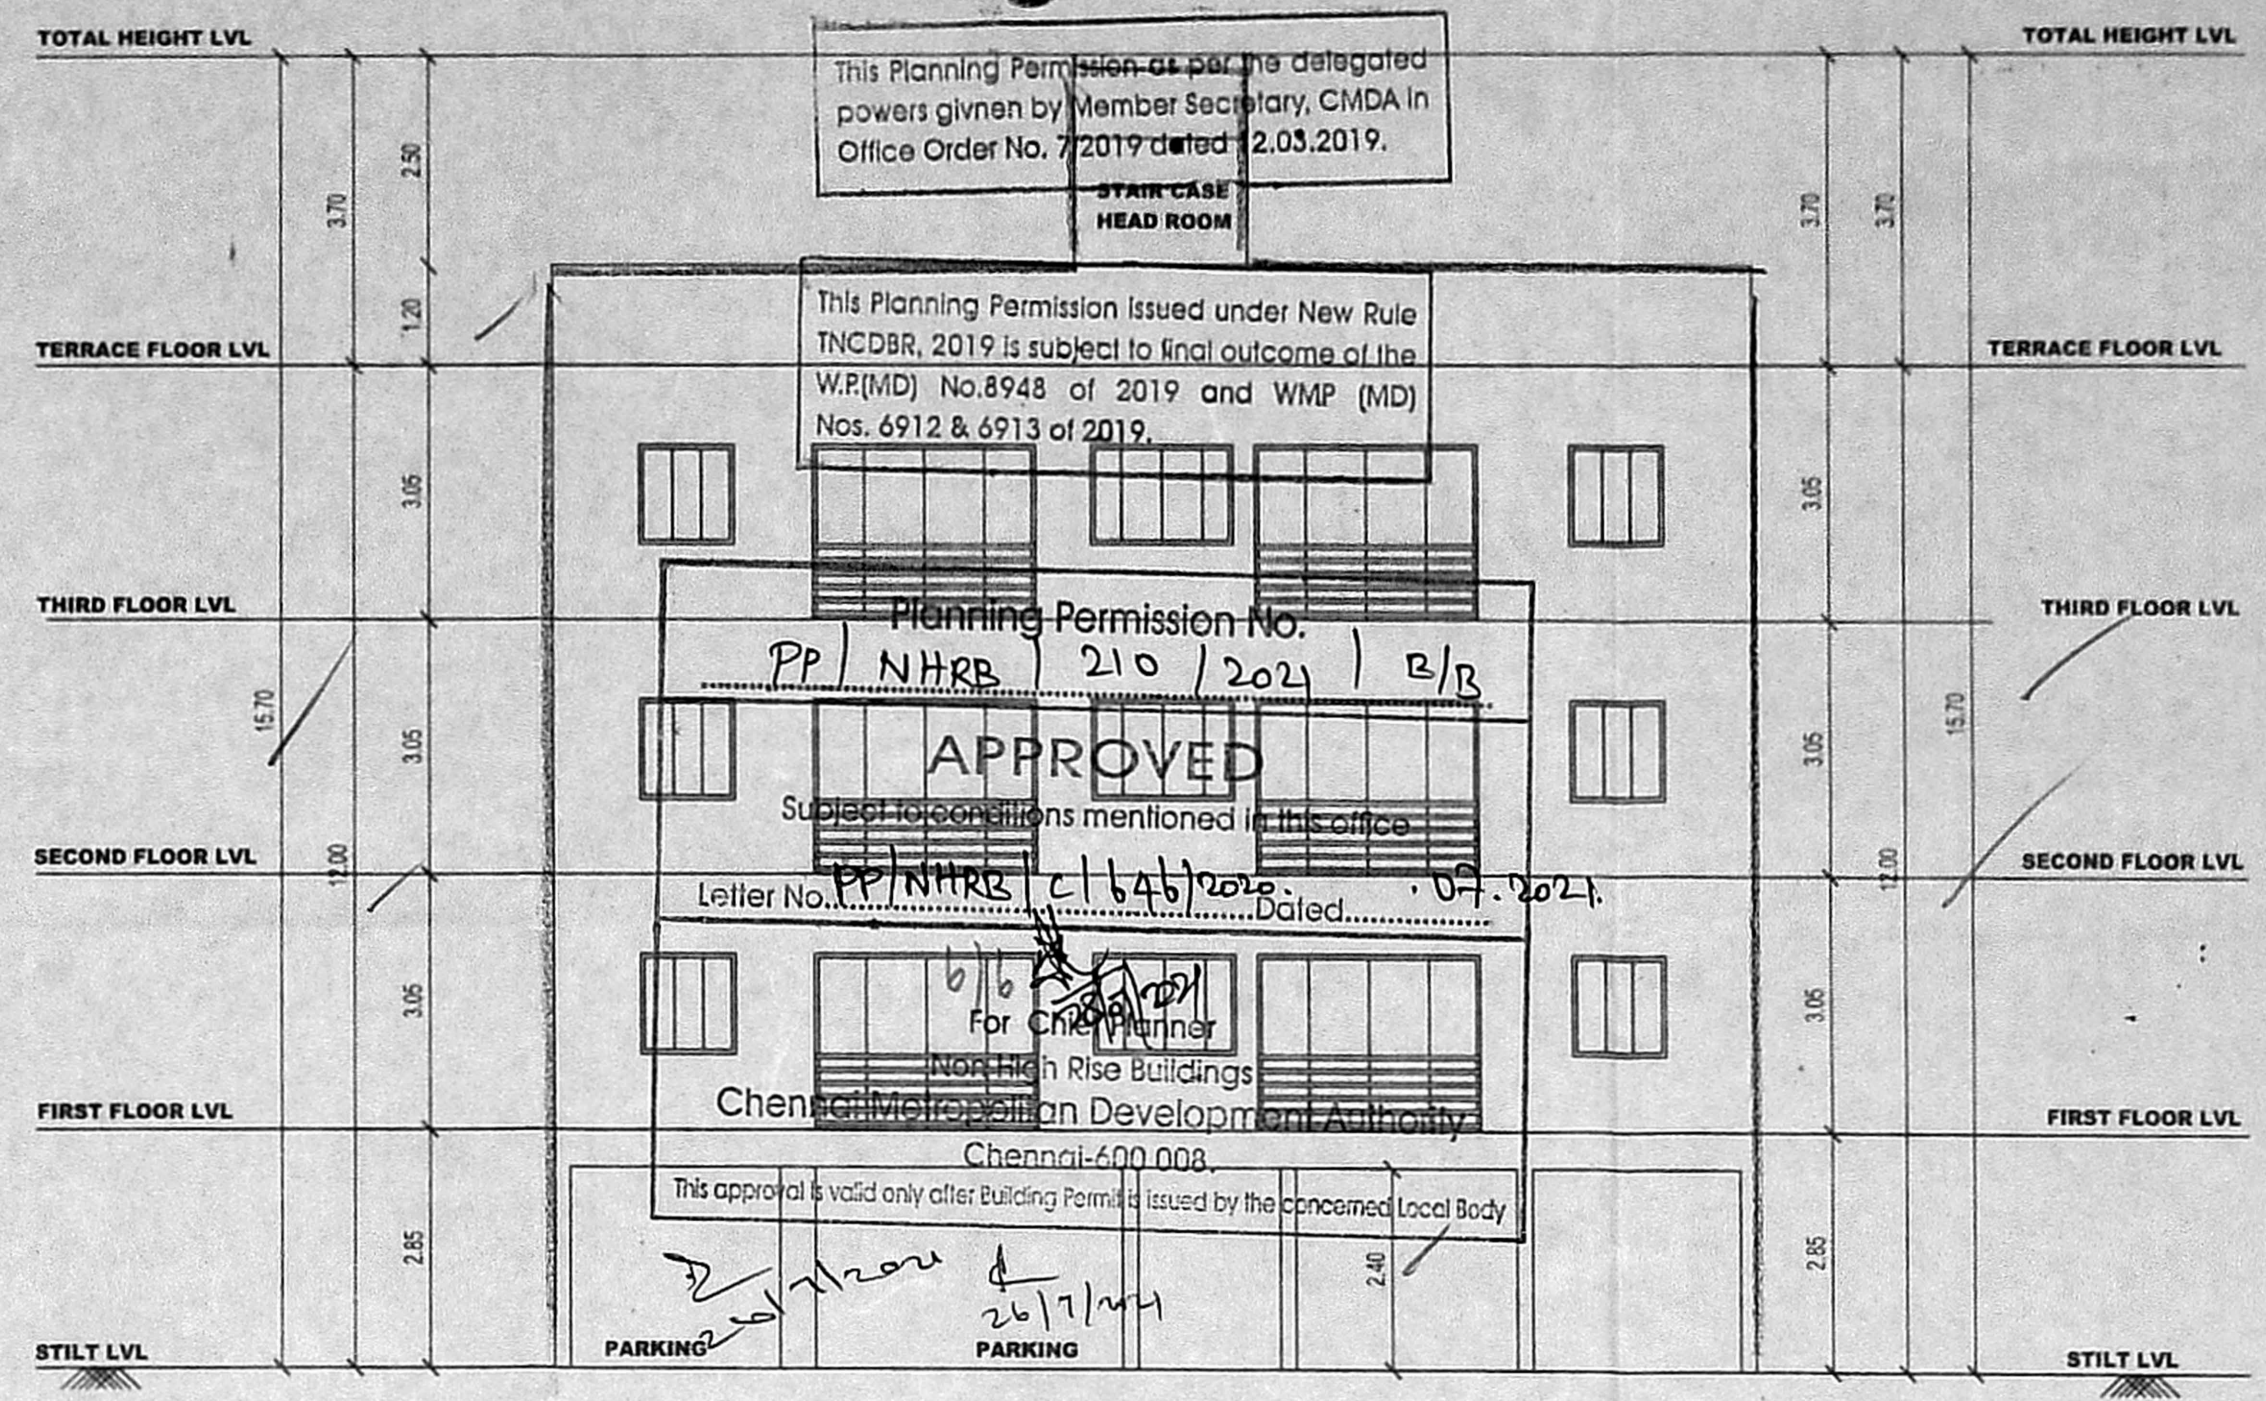 TOTAL HEIGHT LVL
TOTAL HEIGHT LVL
This Planning Permission as per the delegated
powers givnen by Member Secretary, CMDA in
Office Order No. 7/2019 dated 12.03.2019.
2.50
3.70
3.70
3.70
STAIR CASE
HEAD ROOM
1.20
This Planning Permission issued under New Rule
TNCDBR, 2019 is subject to final outcome of the
W.P.(MD) No.8948 of 2019 and WMP (MD)
Nos. 6912 & 6913 of 2019.
TERRACE FLOOR LVL
TERRACE FLOOR LVL
3.05
3.05
THIRD FLOOR LVL
THIRD FLOOR LVL
Planning Permission No.
PP / NHRB / 210 / 2021 / B/B
15.70
3.05
3.05
15.70
APPROVED
Subject to conditions mentioned in this office
SECOND FLOOR LVL
12.00
12.00
SECOND FLOOR LVL
Letter No. PP/NHRB/C/646/2020. Dated .07.2021.
3.05
3.05
For Chief Planner
Non High Rise Buildings
Chennai Metropolitan Development Authority
Chennai-600 008.
This approval is valid only after Building Permit is issued by the concerned Local Body
FIRST FLOOR LVL
FIRST FLOOR LVL
2.85
2.40
2.85
26/7/2021
PARKING
PARKING
STILT LVL
STILT LVL